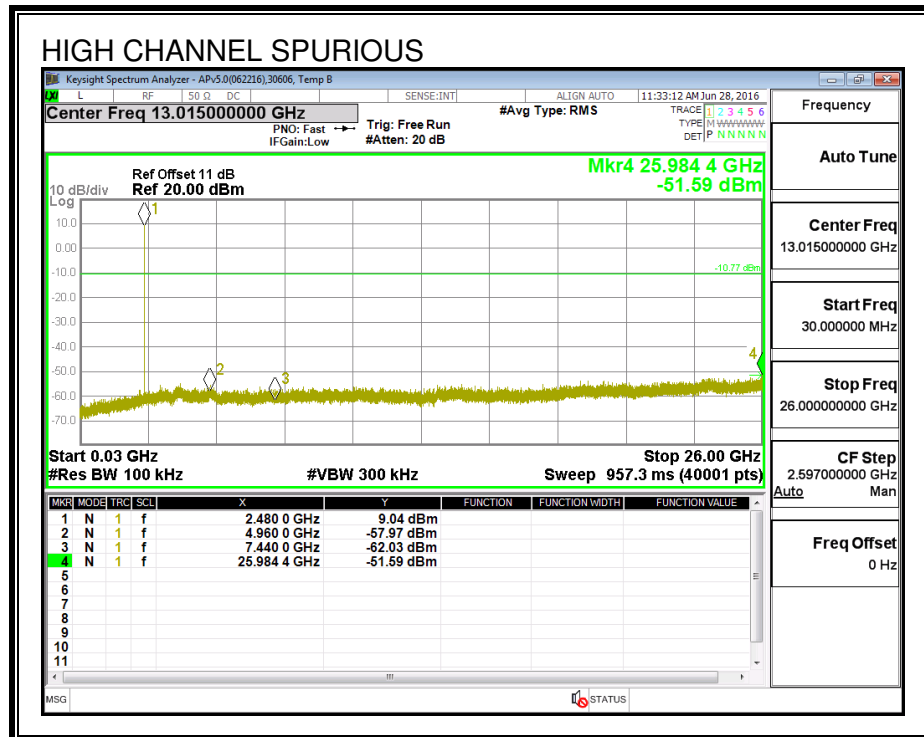 HIGH CHANNEL SPURIOUS
Keysight Spectrum Analyzer - APv5.0(062216),30606, Temp B
LXI L RF 50 Ω DC SENSE:INT ALIGN AUTO 11:33:12 AM Jun 28, 2016
Center Freq 13.015000000 GHz
PNO: Fast
IFGain:Low
Trig: Free Run
#Atten: 20 dB
#Avg Type: RMS
TRACE 1 2 3 4 5 6
TYPE M WWWWW
DET P N N N N N
Ref Offset 11 dB
10 dB/div Ref 20.00 dBm
Log
Mkr4 25.984 4 GHz
-51.59 dBm
1
10.0
0.00
-10.0
-10.77 dBm
-20.0
-30.0
-40.0
4
-50.0
2
3
-60.0
-70.0
Start 0.03 GHz Stop 26.00 GHz
#Res BW 100 kHz #VBW 300 kHz Sweep 957.3 ms (40001 pts)
MKR MODE TRC SCL X Y FUNCTION FUNCTION WIDTH FUNCTION VALUE
1 N 1 f 2.480 0 GHz 9.04 dBm
2 N 1 f 4.960 0 GHz -57.97 dBm
3 N 1 f 7.440 0 GHz -62.03 dBm
4 N 1 f 25.984 4 GHz -51.59 dBm
5
6
7
8
9
10
11
MSG STATUS
Frequency
Auto Tune
Center Freq
13.015000000 GHz
Start Freq
30.000000 MHz
Stop Freq
26.000000000 GHz
CF Step
2.597000000 GHz
Auto Man
Freq Offset
0 Hz